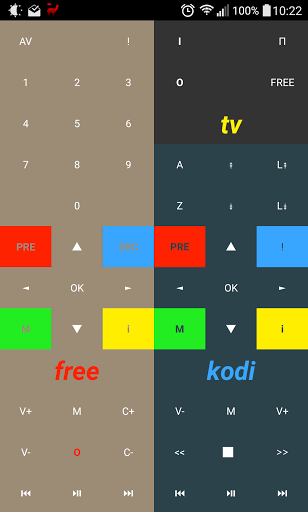 100% 10:22
AV ! I П
1 2 3 O FREE
4 5 6 tv
7 8 9 A L
0 Z L
PRE PRE !
OK OK
M i M i
free kodi
V+ M C+ V- M V+
V- O C- << >>